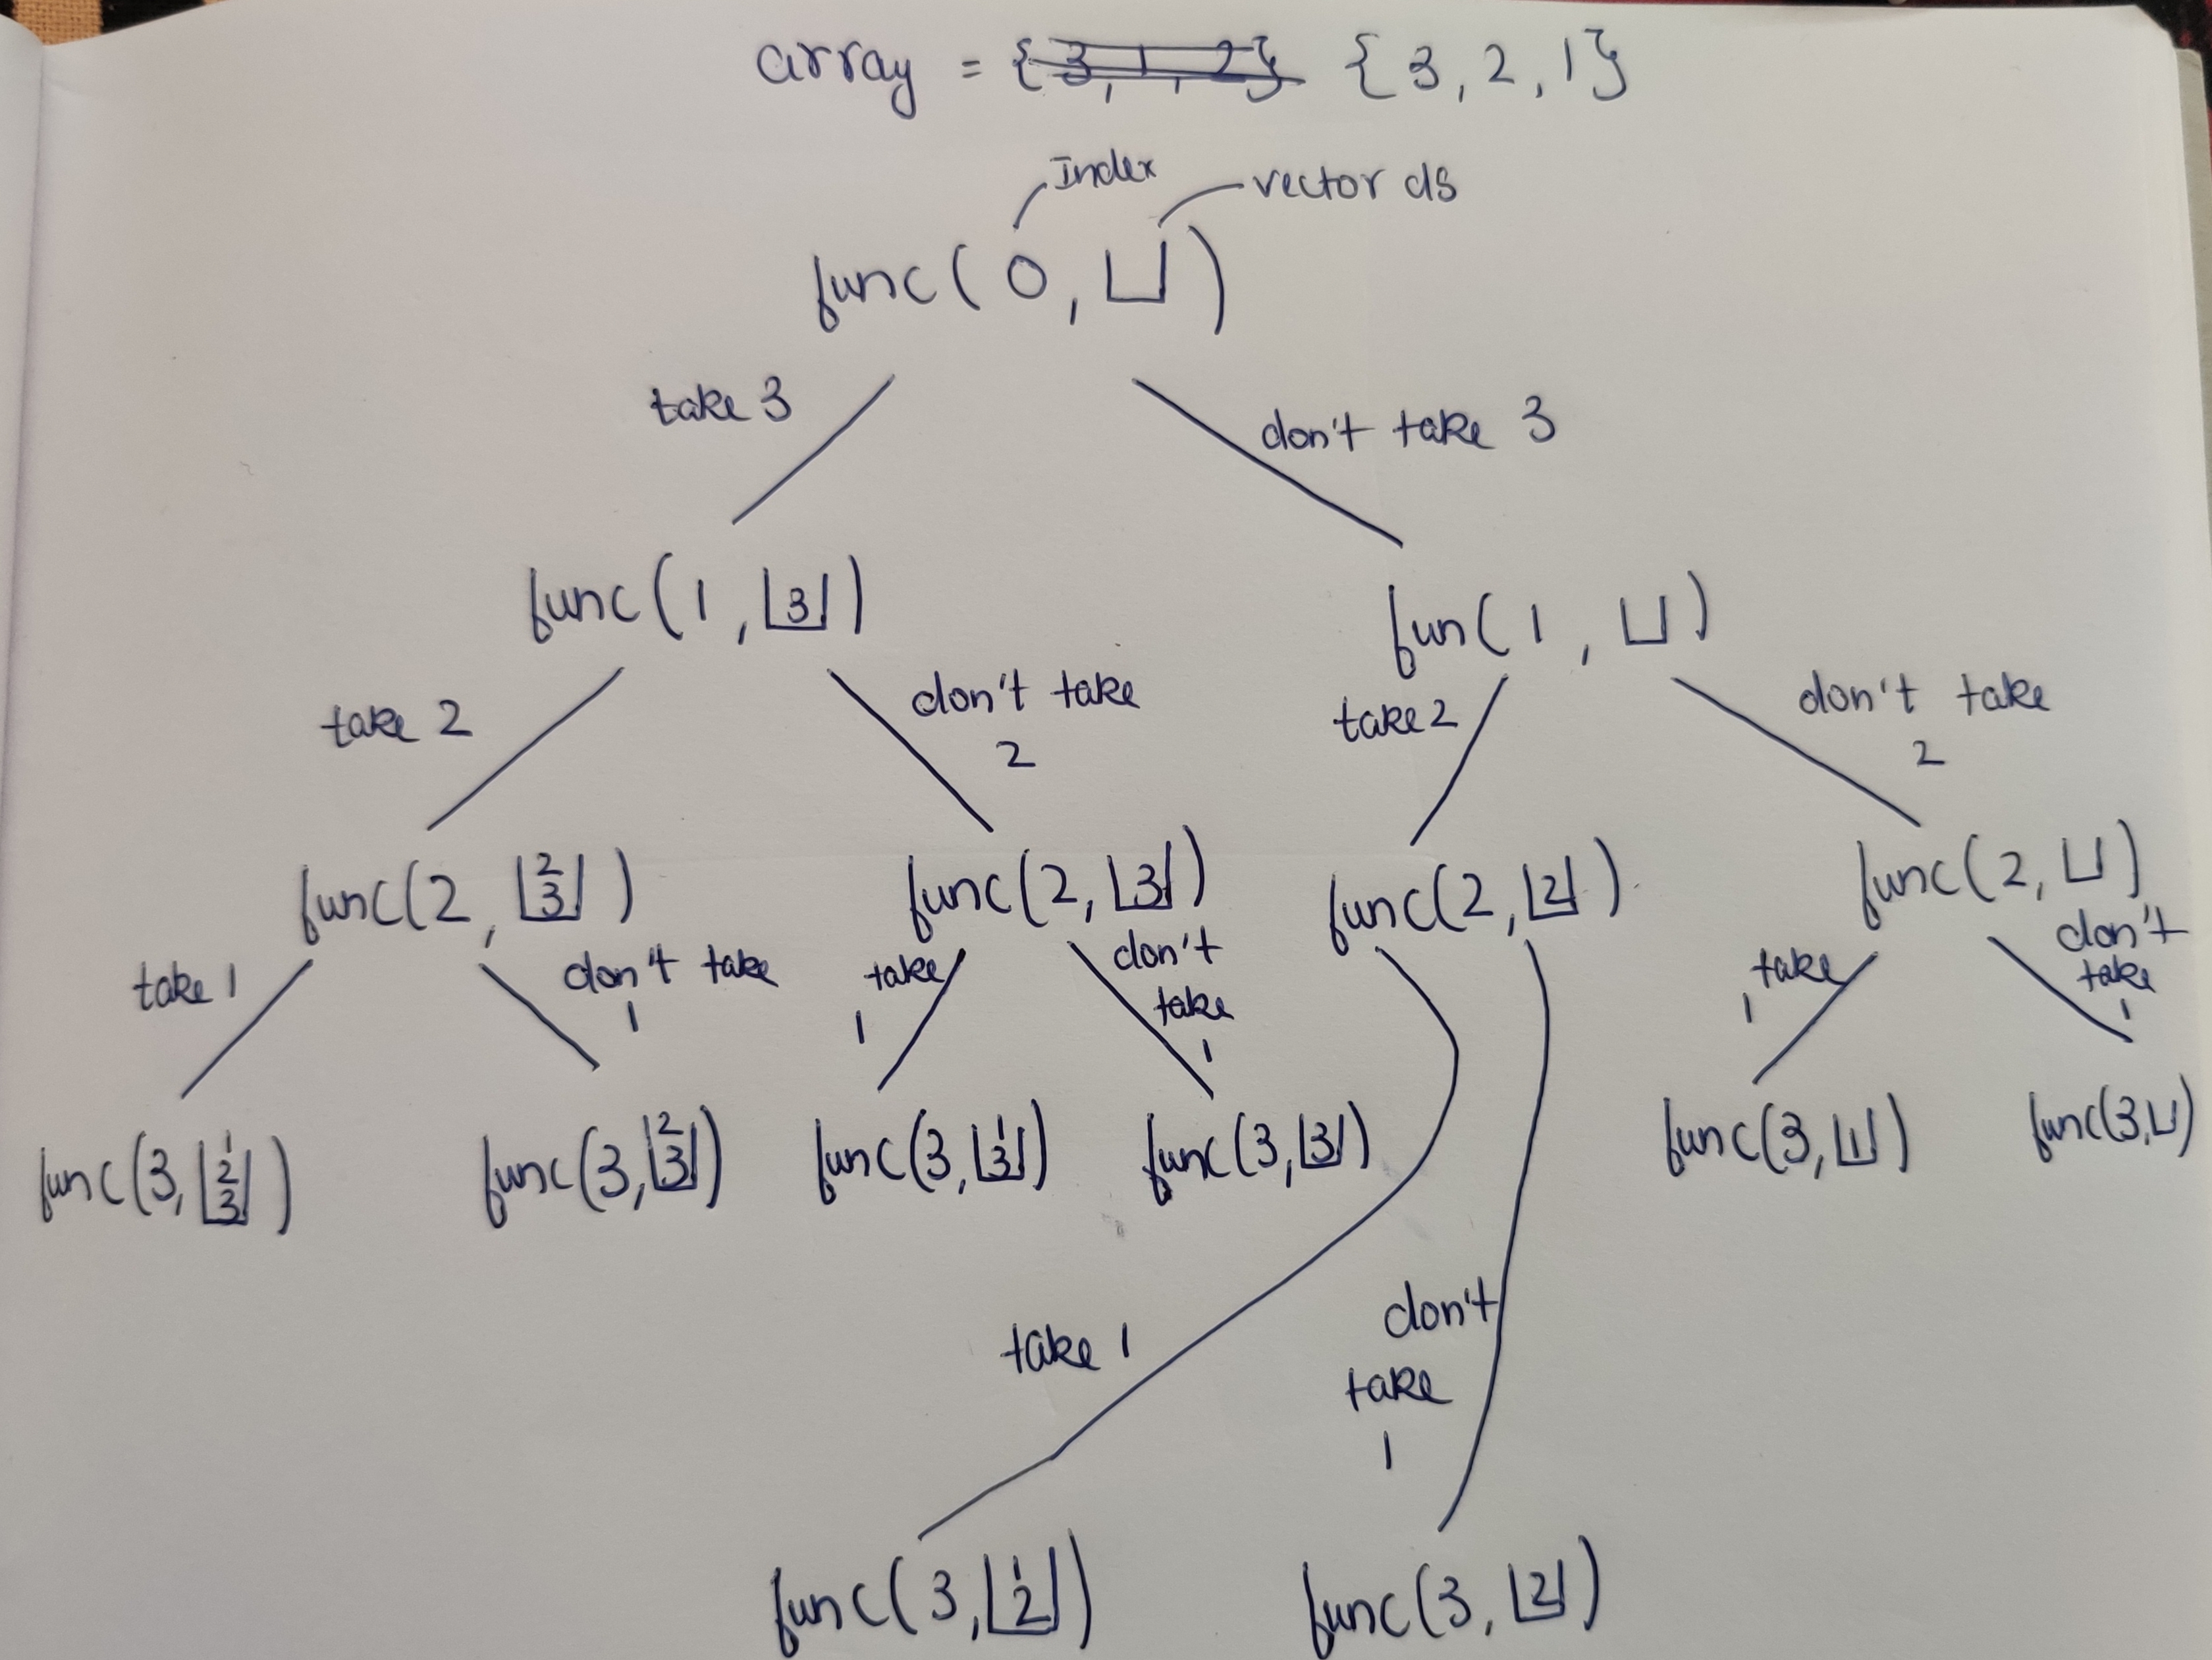 array = {3, 1, 2} {3, 2, 1}
Index
vector ds
func(0, ⊔)
take 3
don't take 3
func(1, |3|)
fun(1, ⊔)
take 2
don't take
2
take 2
don't take
2
func(2, |2 3|)
func(2, |3|)
func(2, |2|)
func(2, ⊔)
take 1
don't take
1
take
1
don't
take
1
take
1
don't
take
1
func(3, |1 2 3|)
func(3, |2 3|)
func(3, |1 3|)
func(3, |3|)
func(3, |1|)
func(3, ⊔)
take 1
don't
take
1
func(3, |1 2|)
func(3, |2|)